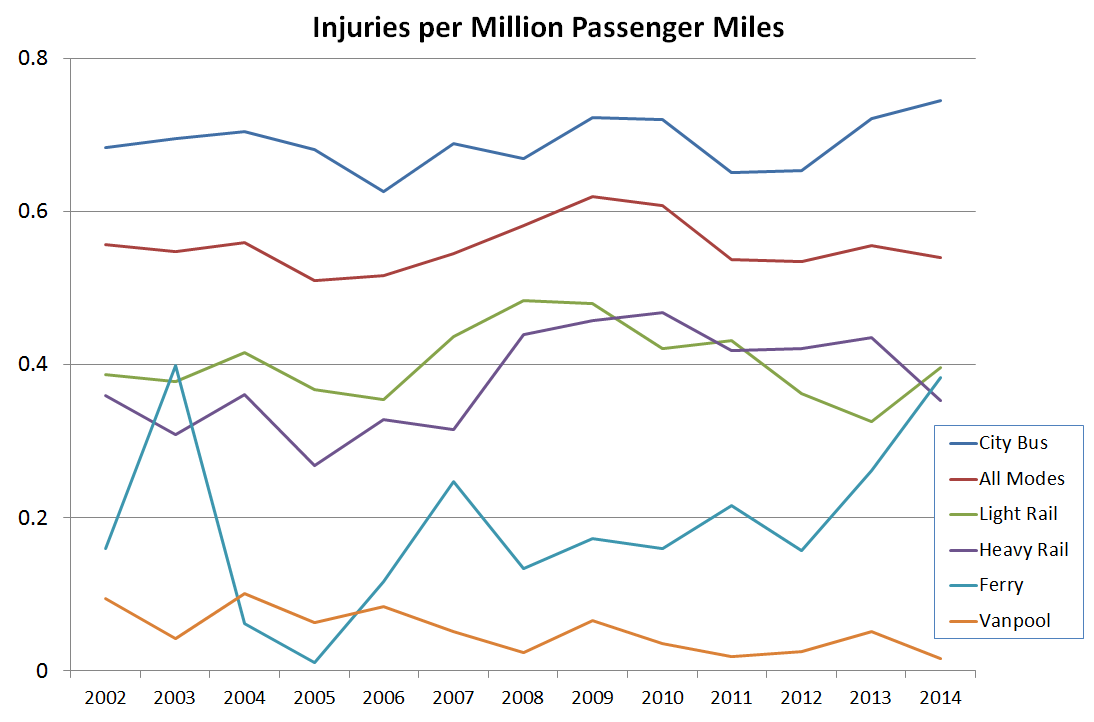 Injuries per Million Passenger Miles
0.8
0.6
0.4
0.2
0
2002 2003 2004 2005 2006 2007 2008 2009 2010 2011 2012 2013 2014
City Bus
All Modes
Light Rail
Heavy Rail
Ferry
Vanpool